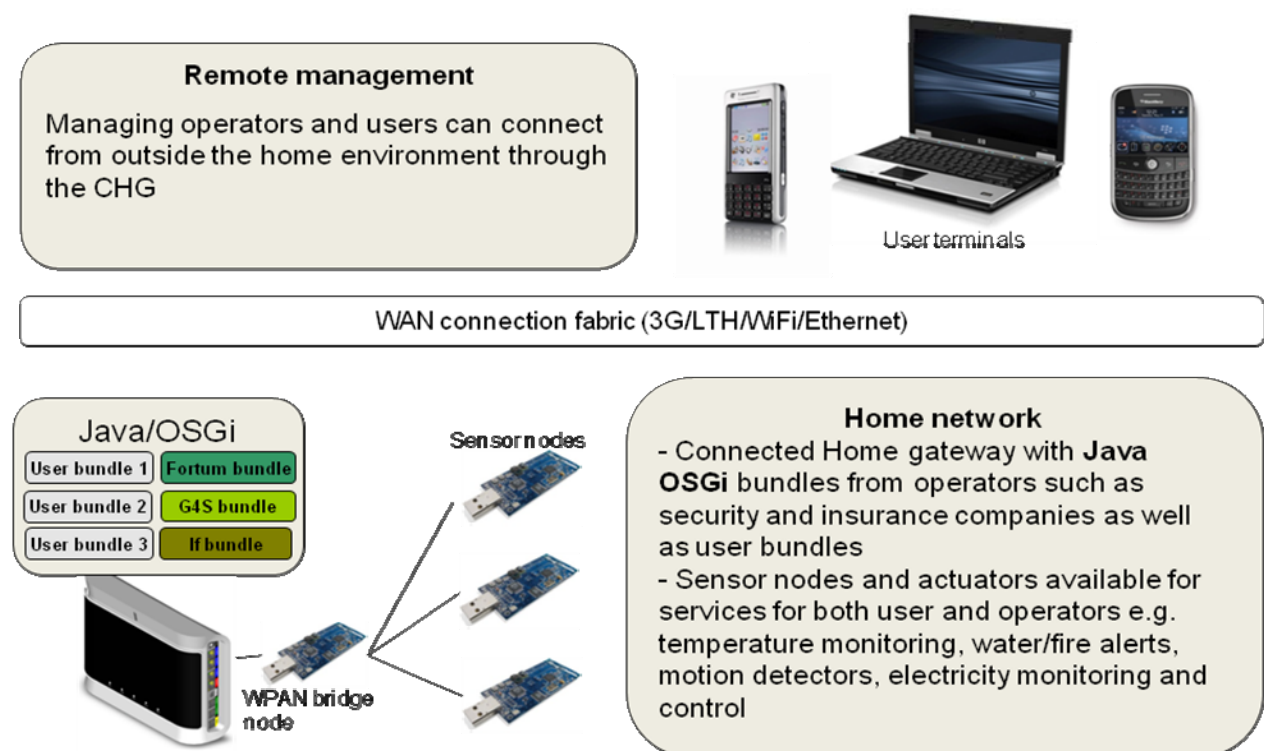 Remote management
Managing operators and users can connect
from outside the home environment through
the CHG
User terminals
WAN connection fabric (3G/LTH/WiFi/Ethernet)
Java/OSGi
User bundle 1
Fortum bundle
User bundle 2
G4S bundle
User bundle 3
If bundle
Sensor nodes
WPAN bridge
node
Home network
- Connected Home gateway with Java
OSGi bundles from operators such as
security and insurance companies as well
as user bundles
- Sensor nodes and actuators available for
services for both user and operators e.g.
temperature monitoring, water/fire alerts,
motion detectors, electricity monitoring and
control